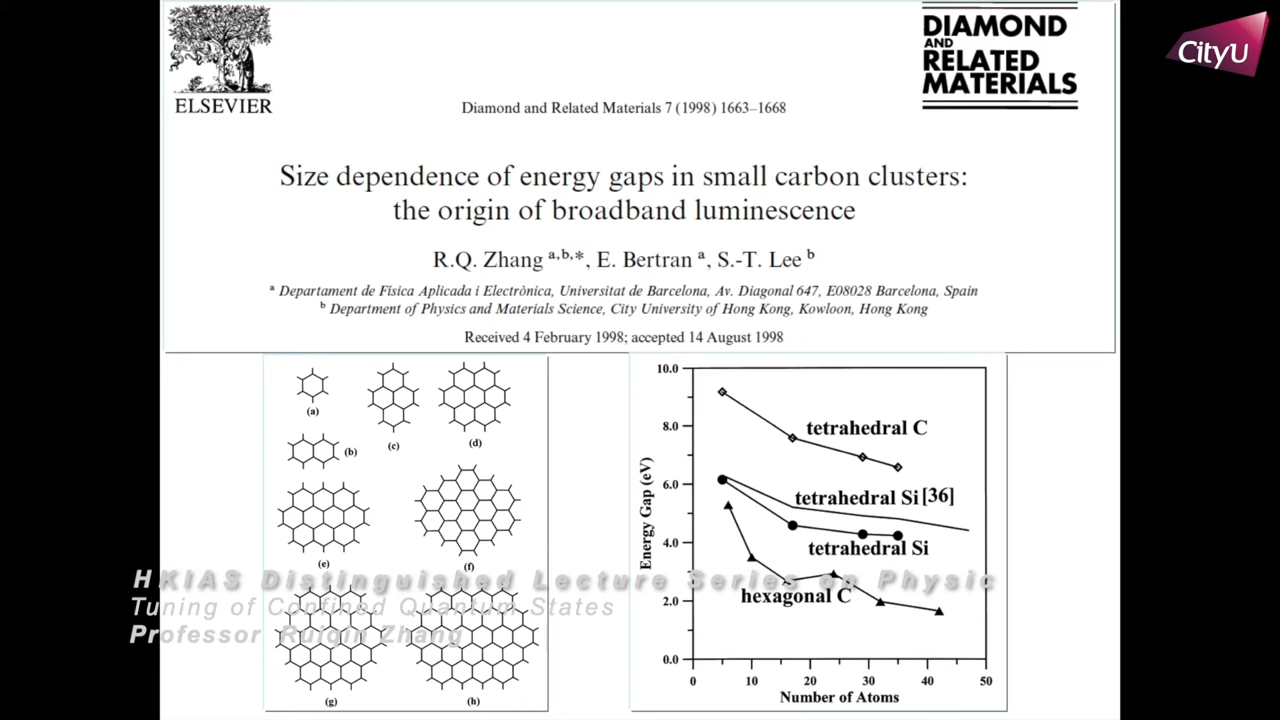 ELSEVIER
DIAMOND
AND
RELATED
MATERIALS
CityU
Diamond and Related Materials 7 (1998) 1663–1668
Size dependence of energy gaps in small carbon clusters:
the origin of broadband luminescence
R.Q. Zhang a,b,*, E. Bertran a, S.-T. Lee b
a Departament de Física Aplicada i Electrònica, Universitat de Barcelona, Av. Diagonal 647, E08028 Barcelona, Spain
b Department of Physics and Materials Science, City University of Hong Kong, Kowloon, Hong Kong
Received 4 February 1998; accepted 14 August 1998
(a)
(b)
(c)
(d)
(e)
(f)
(g)
(h)
Energy Gap (eV)
10.0
8.0
6.0
4.0
2.0
0.0
tetrahedral C
tetrahedral Si [36]
tetrahedral Si
hexagonal C
0 10 20 30 40 50
Number of Atoms
HKIAS Distinguished Lecture Series on Physic
Tuning of Confined Quantum States
Professor Ruiqin Zhang